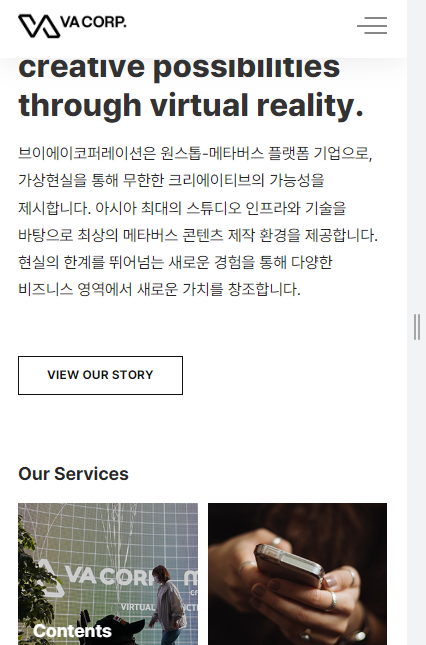 VA CORP.
creative possibilities
through virtual reality.
브이에이코퍼레이션은 원스톱-메타버스 플랫폼 기업으로,
가상현실을 통해 무한한 크리에이티브의 가능성을
제시합니다. 아시아 최대의 스튜디오 인프라와 기술을
바탕으로 최상의 메타버스 콘텐츠 제작 환경을 제공합니다.
현실의 한계를 뛰어넘는 새로운 경험을 통해 다양한
비즈니스 영역에서 새로운 가치를 창조합니다.
VIEW OUR STORY
Our Services
VA CORP.
VIRTUAL
Contents